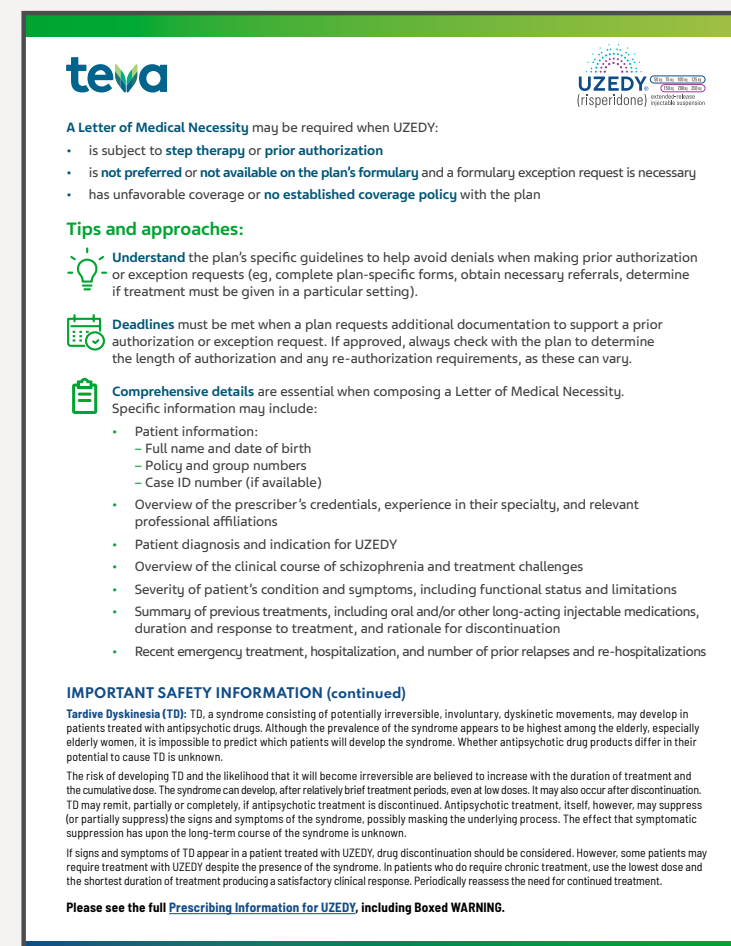 teva
UZEDY®
50 mg 75 mg 100 mg 125 mg
150 mg 200 mg 250 mg
(risperidone) extended-release
injectable suspension
A Letter of Medical Necessity may be required when UZEDY:
• is subject to step therapy or prior authorization
• is not preferred or not available on the plan's formulary and a formulary exception request is necessary
• has unfavorable coverage or no established coverage policy with the plan
Tips and approaches:
Understand the plan's specific guidelines to help avoid denials when making prior authorization
or exception requests (eg, complete plan-specific forms, obtain necessary referrals, determine
if treatment must be given in a particular setting).
Deadlines must be met when a plan requests additional documentation to support a prior
authorization or exception request. If approved, always check with the plan to determine
the length of authorization and any re-authorization requirements, as these can vary.
Comprehensive details are essential when composing a Letter of Medical Necessity.
Specific information may include:
• Patient information:
– Full name and date of birth
– Policy and group numbers
– Case ID number (if available)
• Overview of the prescriber's credentials, experience in their specialty, and relevant
professional affiliations
• Patient diagnosis and indication for UZEDY
• Overview of the clinical course of schizophrenia and treatment challenges
• Severity of patient's condition and symptoms, including functional status and limitations
• Summary of previous treatments, including oral and/or other long-acting injectable medications,
duration and response to treatment, and rationale for discontinuation
• Recent emergency treatment, hospitalization, and number of prior relapses and re-hospitalizations
IMPORTANT SAFETY INFORMATION (continued)
Tardive Dyskinesia (TD): TD, a syndrome consisting of potentially irreversible, involuntary, dyskinetic movements, may develop in
patients treated with antipsychotic drugs. Although the prevalence of the syndrome appears to be highest among the elderly, especially
elderly women, it is impossible to predict which patients will develop the syndrome. Whether antipsychotic drug products differ in their
potential to cause TD is unknown.
The risk of developing TD and the likelihood that it will become irreversible are believed to increase with the duration of treatment and
the cumulative dose. The syndrome can develop, after relatively brief treatment periods, even at low doses. It may also occur after discontinuation.
TD may remit, partially or completely, if antipsychotic treatment is discontinued. Antipsychotic treatment, itself, however, may suppress
(or partially suppress) the signs and symptoms of the syndrome, possibly masking the underlying process. The effect that symptomatic
suppression has upon the long-term course of the syndrome is unknown.
If signs and symptoms of TD appear in a patient treated with UZEDY, drug discontinuation should be considered. However, some patients may
require treatment with UZEDY despite the presence of the syndrome. In patients who do require chronic treatment, use the lowest dose and
the shortest duration of treatment producing a satisfactory clinical response. Periodically reassess the need for continued treatment.
Please see the full Prescribing Information for UZEDY, including Boxed WARNING.